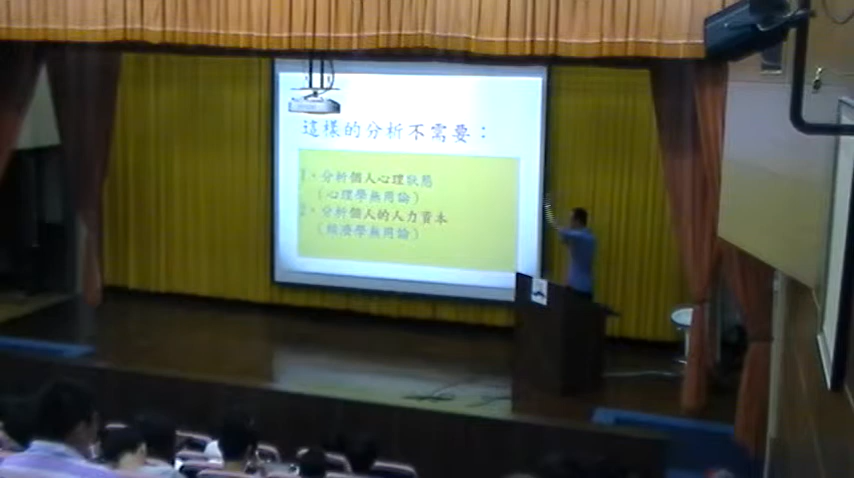 這樣的分析不需要：
1、分析個人心理狀態
（心理學無用論）
2、分析個人的人力資本
（經濟學無用論）